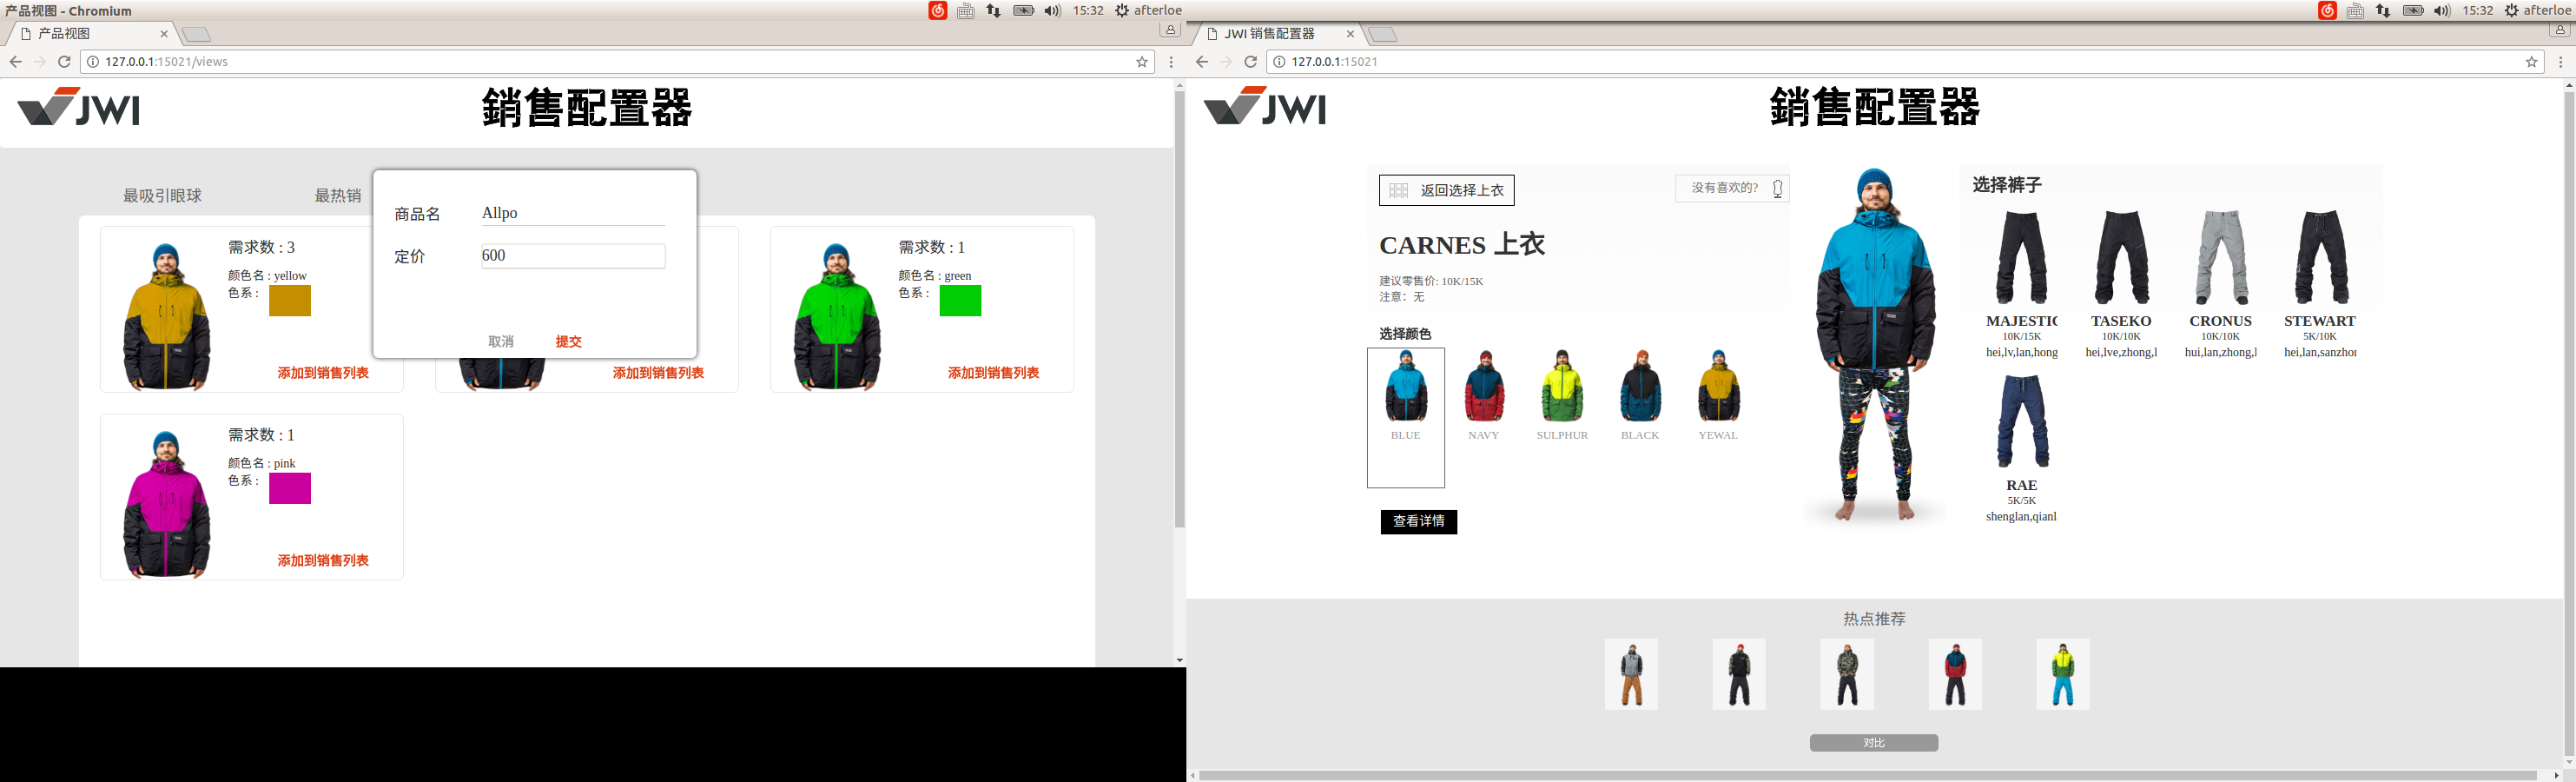 产品视图 - Chromium
15:32
afterloe
产品视图
127.0.0.1:15021/views
JWI
銷售配置器
最吸引眼球
最热销
商品名
Allpo
定价
600
取消
提交
需求数 : 3
颜色名 : yellow
色系 :
添加到销售列表
添加到销售列表
需求数 : 1
颜色名 : green
色系 :
添加到销售列表
需求数 : 1
颜色名 : pink
色系 :
添加到销售列表
15:32
afterloe
JWI 销售配置器
127.0.0.1:15021
JWI
銷售配置器
返回选择上衣
没有喜欢的?
CARNES 上衣
建议零售价: 10K/15K
注意：无
选择颜色
BLUE
NAVY
SULPHUR
BLACK
YEWAL
查看详情
选择裤子
MAJESTIC
10K/15K
hei,lv,lan,hong
TASEKO
10K/10K
hei,lve,zhong,l
CRONUS
10K/10K
hui,lan,zhong,l
STEWART
5K/10K
hei,lan,sanzhor
RAE
5K/5K
shenglan,qianl
热点推荐
对比